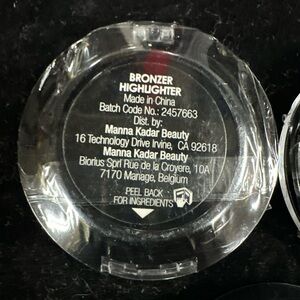 BRONZER
HIGHLIGHTER
Made in China
Batch Code No.: 2457663
Dist. by:
Manna Kadar Beauty
16 Technology Drive Irvine, CA 92618
Manna Kadar Beauty
Biorius Sprl Rue de la Croyere, 10A
7170 Manage, Belgium
PEEL BACK
FOR INGREDIENTS